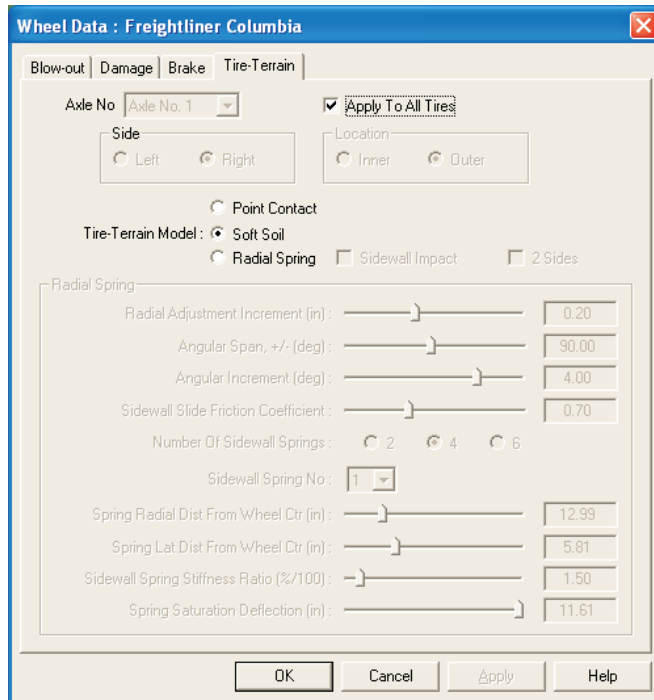 Wheel Data : Freightliner Columbia
Blow-out Damage Brake Tire-Terrain
Axle No Axle No. 1 Apply To All Tires
Side Location
Left Right Inner Outer
Point Contact
Tire-Terrain Model : Soft Soil
Radial Spring Sidewall Impact 2 Sides
Radial Spring
Radial Adjustment Increment (in) : 0.20
Angular Span, +/- (deg) : 90.00
Angular Increment (deg) : 4.00
Sidewall Slide Friction Coefficient : 0.70
Number Of Sidewall Springs : 2 4 6
Sidewall Spring No : 1
Spring Radial Dist From Wheel Ctr (in) : 12.99
Spring Lat Dist From Wheel Ctr (in) : 5.81
Sidewall Spring Stiffness Ratio (%/100) : 1.50
Spring Saturation Deflection (in) : 11.61
OK Cancel Apply Help